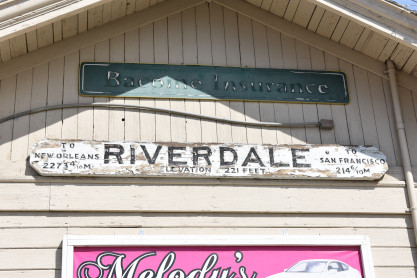 Insurance
TO
NEW ORLEANS
RIVERDALE
ELEVATION 221 FEET
TO
SAN FRANCISCO
Melody's